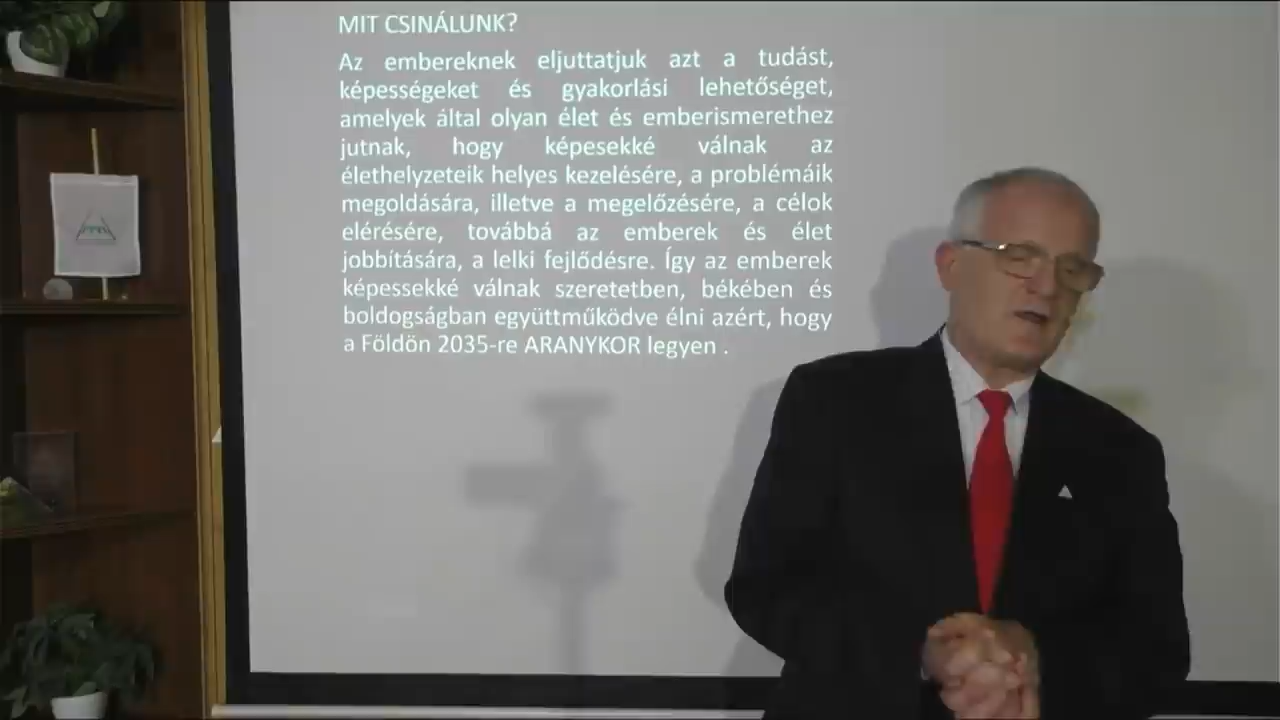 MIT CSINÁLUNK?
Az embereknek eljuttatjuk azt a tudást,
képességeket és gyakorlási lehetőséget,
amelyek által olyan élet és emberismerethez
jutnak, hogy képesekké válnak az
élethelyzeteik helyes kezelésére, a problémáik
megoldására, illetve a megelőzésére, a célok
elérésére, továbbá az emberek és élet
jobbítására, a lelki fejlődésre. Így az emberek
képessekké válnak szeretetben, békében és
boldogságban együttműködve élni azért, hogy
a Földön 2035-re ARANYKOR legyen .